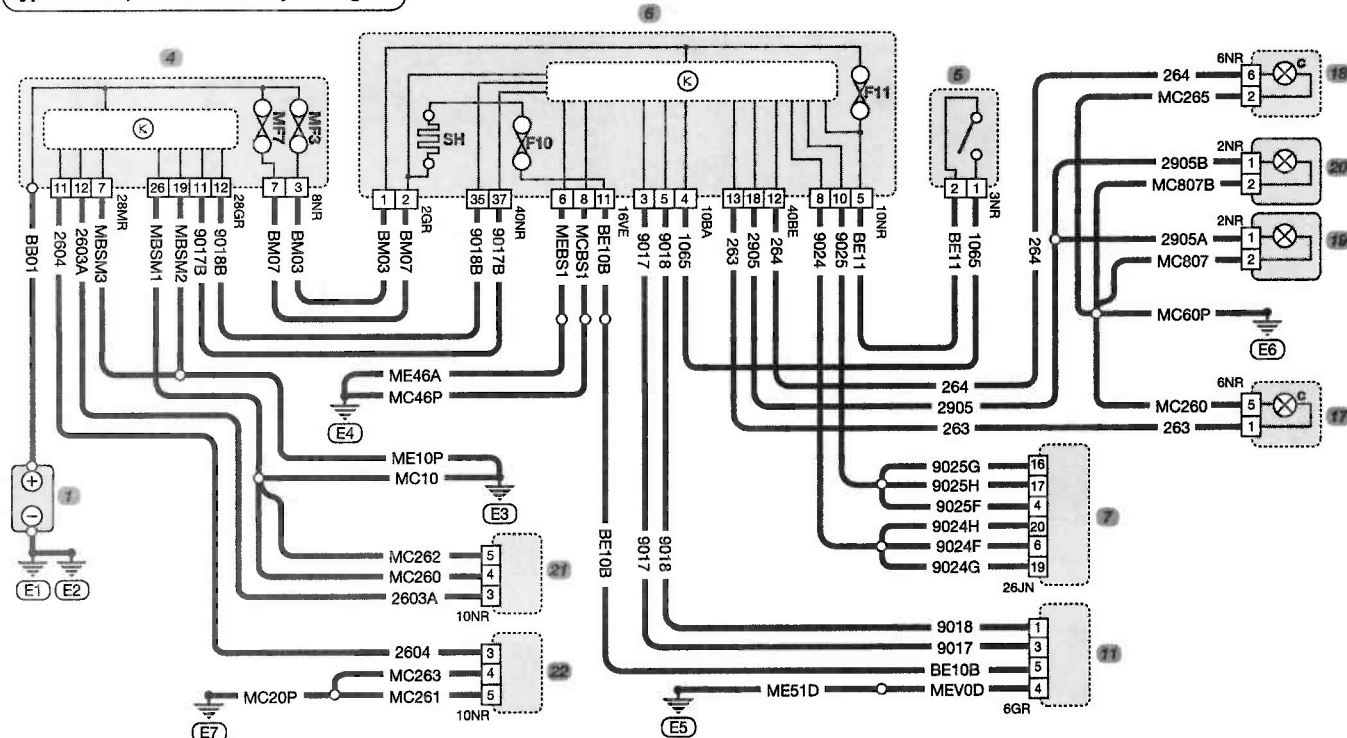 6
4
K
MF7
MF3
SH
F10
K
F11
5
11 12 7 26 19 11 12 7 3
28MR 28GR 8NR
1 2 35 37 6 8 11 3 5 4 13 18 12 8 10 5
2GR 40NR 16VE 10BA 40BE 10NR
2 1
3NR
BB01 2604 2603A MBSM3 MBSM1 MBSM2 9017B 9018B BM07 BM03
BM03 BM07 9018B 9017B MEBS1 MCBS1 BE10B 9017 9018 1065 263 2905 264 9024 9025 BE11
BE11 1065
264
6NR
264 6 C 18
MC265 2
2NR
2905B 1 20
MC807B 2
2NR
2905A 1 19
MC807 2
MC60P
E6
6NR
MC260 5 C 17
263 1
264
2905
263
ME46A
MC46P
E4
ME10P
MC10
E3
1
+
−
E1 E2
MC262 5 21
MC260 4
2603A 3
10NR
2604 3 22
MC263 4
MC20P MC261 5
10NR
E7
BE10B 9017 9018
9025G 16
9025H 17
9025F 4 7
9024H 20
9024F 6
9024G 19
26JN
9018 1
9017 3 11
BE10B 5
ME51D MEV0D 4
6GR
E5